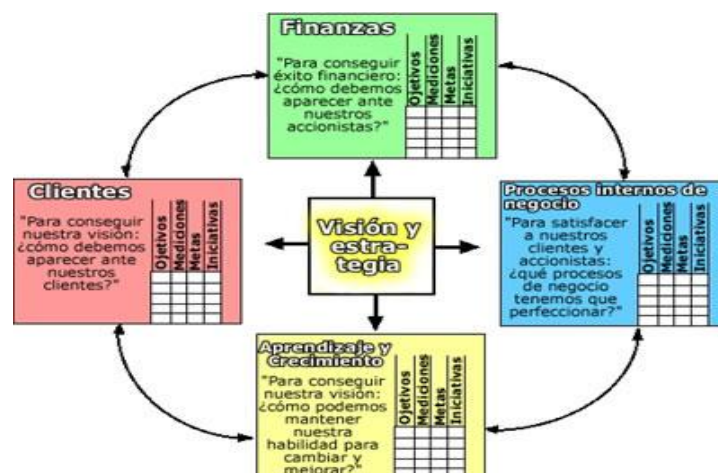 Finanzas
"Para conseguir
éxito financiero:
¿cómo debemos
aparecer ante
nuestros
accionistas?"
Ojetivos
Mediciones
Metas
Iniciativas
Clientes
"Para conseguir
nuestra visión:
¿cómo debemos
aparecer ante
nuestros
clientes?"
Ojetivos
Mediciones
Metas
Iniciativas
Visión y
estra-
tegia
Procesos internos de
negocio
"Para satisfacer
a nuestros
clientes y
accionistas:
¿qué procesos
de negocio
tenemos que
perfeccionar?"
Ojetivos
Mediciones
Metas
Iniciativas
Aprendizaje y
Crecimiento
"Para conseguir
nuestra visión:
¿cómo podemos
mantener
nuestra
habilidad para
cambiar y
mejorar?"
Ojetivos
Mediciones
Metas
Iniciativas